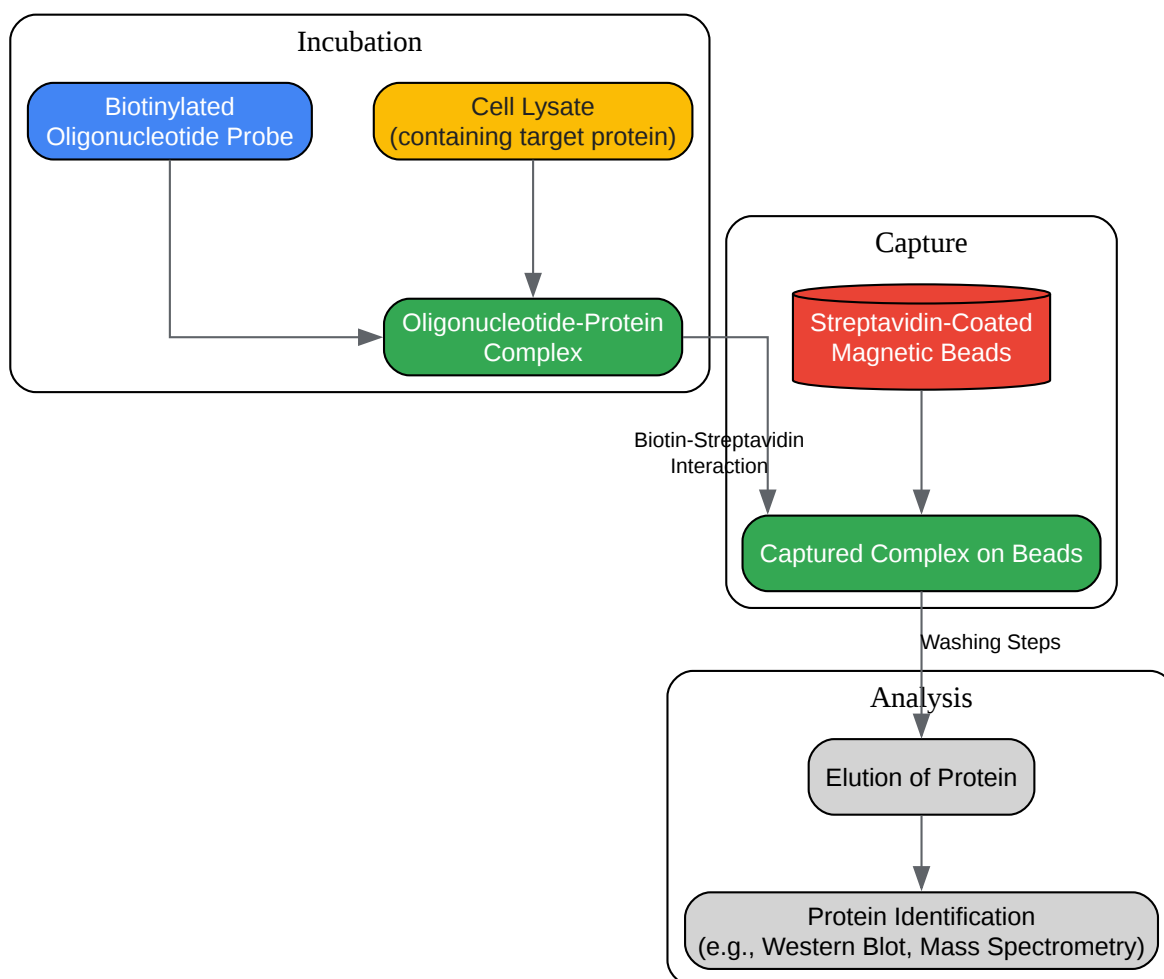 Incubation
Biotinylated
Oligonucleotide Probe
Cell Lysate
(containing target protein)
Oligonucleotide-Protein
Complex
Capture
Streptavidin-Coated
Magnetic Beads
Biotin-Streptavidin
Interaction
Captured Complex on Beads
Washing Steps
Analysis
Elution of Protein
Protein Identification
(e.g., Western Blot, Mass Spectrometry)